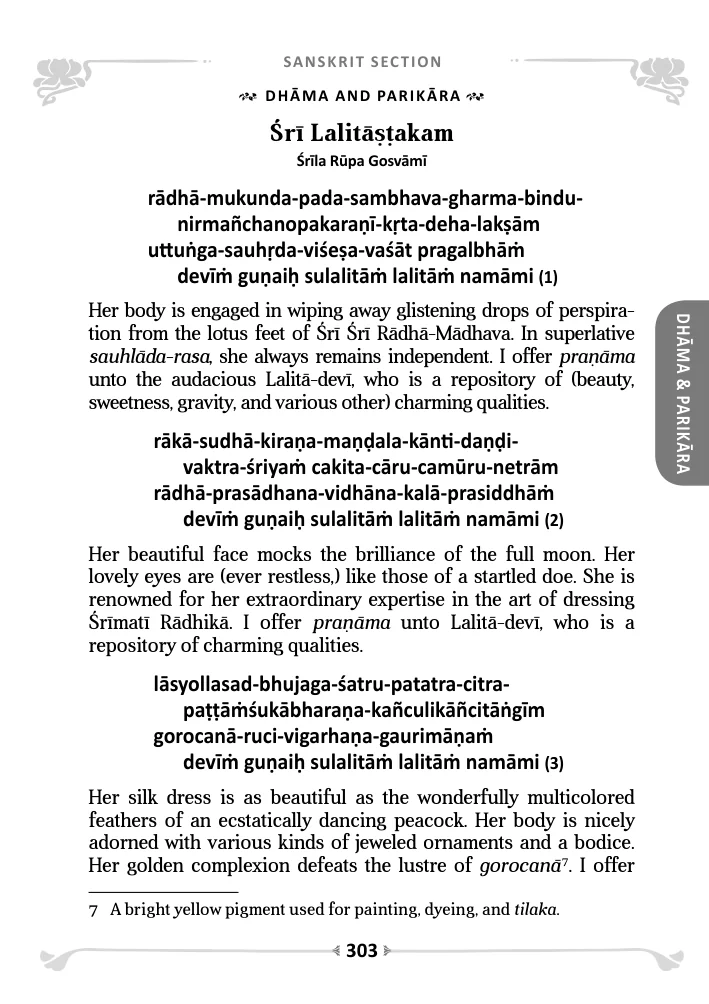 SANSKRIT SECTION
DHĀMA AND PARIKĀRA
Śrī Lalitāṣṭakam
Śrīla Rūpa Gosvāmī
rādhā-mukunda-pada-sambhava-gharma-bindu-
nirmañchanopakaraṇī-kṛta-deha-lakṣām
uttuṅga-sauhṛda-viśeṣa-vaśāt pragalbhāṁ
devīṁ guṇaiḥ sulalitāṁ lalitāṁ namāmi (1)
Her body is engaged in wiping away glistening drops of perspira-
tion from the lotus feet of Śrī Śrī Rādhā-Mādhava. In superlative
sauhlāda-rasa, she always remains independent. I offer praṇāma
unto the audacious Lalitā-devī, who is a repository of (beauty,
sweetness, gravity, and various other) charming qualities.
rākā-sudhā-kiraṇa-maṇḍala-kānti-daṇḍi-
vaktra-śriyaṁ cakita-cāru-camūru-netrām
rādhā-prasādhana-vidhāna-kalā-prasiddhāṁ
devīṁ guṇaiḥ sulalitāṁ lalitāṁ namāmi (2)
Her beautiful face mocks the brilliance of the full moon. Her
lovely eyes are (ever restless,) like those of a startled doe. She is
renowned for her extraordinary expertise in the art of dressing
Śrīmatī Rādhikā. I offer praṇāma unto Lalitā-devī, who is a
repository of charming qualities.
lāsyollasad-bhujaga-śatru-patatra-citra-
paṭṭāṁśukābharaṇa-kañculikāñcitāṅgīm
gorocanā-ruci-vigarhaṇa-gaurimāṇaṁ
devīṁ guṇaiḥ sulalitāṁ lalitāṁ namāmi (3)
Her silk dress is as beautiful as the wonderfully multicolored
feathers of an ecstatically dancing peacock. Her body is nicely
adorned with various kinds of jeweled ornaments and a bodice.
Her golden complexion defeats the lustre of gorocanā⁷. I offer
7 A bright yellow pigment used for painting, dyeing, and tilaka.
303
DHĀMA & PARIKĀRA